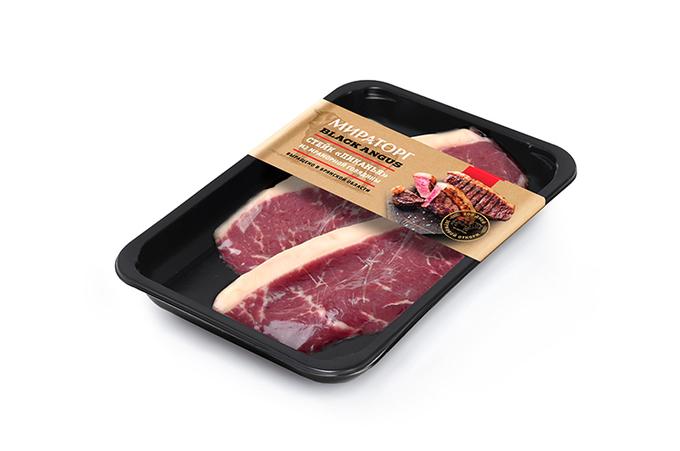 МИРАТОРГ
BLACK ANGUS
СТЕЙК «ПИКАНЬЯ»
ИЗ МРАМОРНОЙ ГОВЯДИНЫ
ВЫРАЩЕНО В БРЯНСКОЙ ОБЛАСТИ